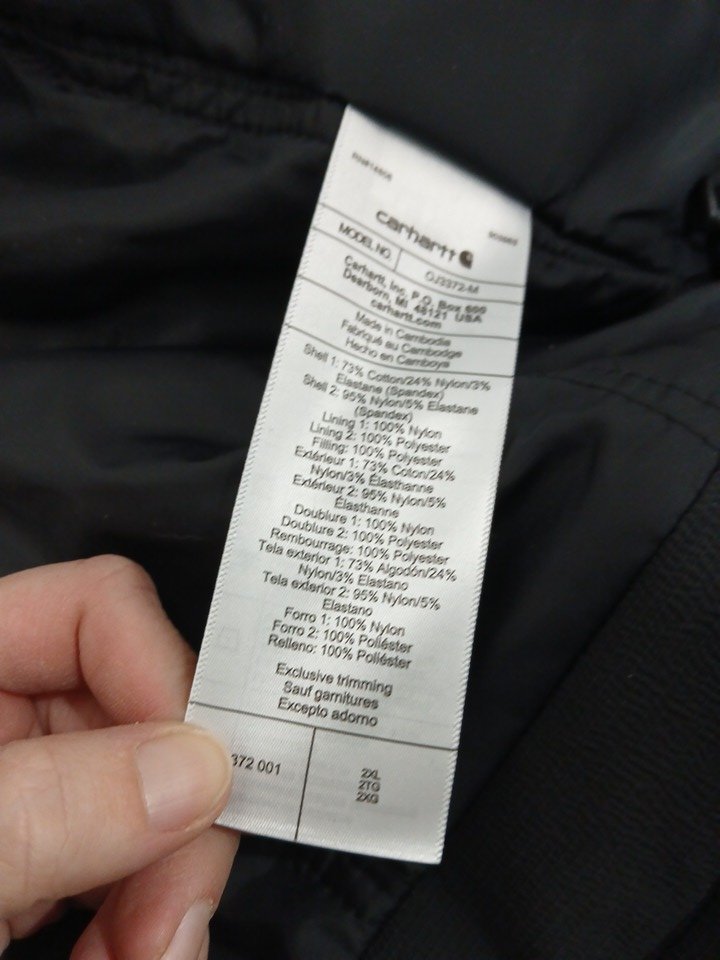 carhartt
MODEL NO.
OJ3372-M
Carhartt, Inc. P.O. Box 600
Dearborn, MI 48121 USA
carhartt.com
Made in Cambodia
Fabriqué au Cambodge
Hecho en Camboya
Shell 1: 73% Cotton/24% Nylon/3%
Elastane (Spandex)
Shell 2: 95% Nylon/5% Elastane
(Spandex)
Lining 1: 100% Nylon
Lining 2: 100% Polyester
Filling: 100% Polyester
Extérieur 1: 73% Coton/24%
Nylon/3% Élasthanne
Extérieur 2: 95% Nylon/5%
Élasthanne
Doublure 1: 100% Nylon
Doublure 2: 100% Polyester
Rembourrage: 100% Polyester
Tela exterior 1: 73% Algodón/24%
Nylon/3% Elastano
Tela exterior 2: 95% Nylon/5%
Elastano
Forro 1: 100% Nylon
Forro 2: 100% Poliéster
Relleno: 100% Poliéster
Exclusive trimming
Sauf garnitures
Excepto adorno
372 001
2XL
2TG
2XG